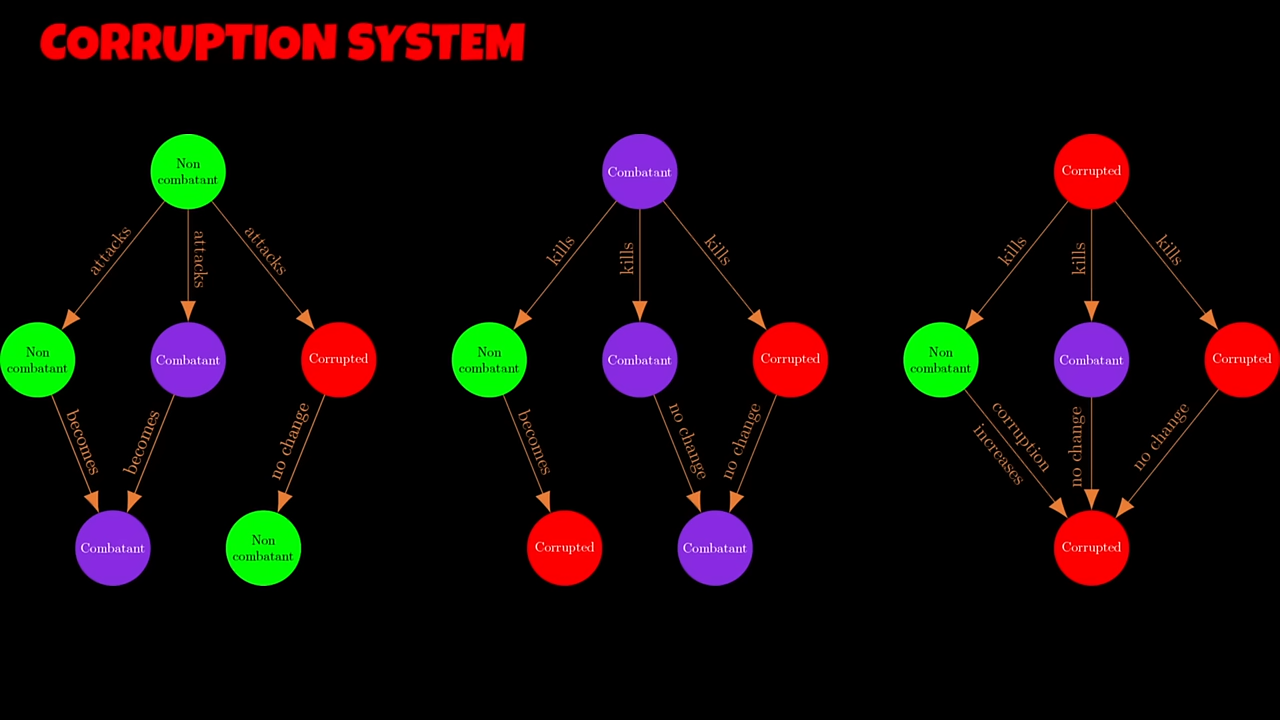 CORRUPTION SYSTEM
Non
combatant
Combatant
Corrupted
attacks
attacks
attacks
kills
kills
kills
kills
kills
kills
Non
combatant
Combatant
Corrupted
Non
combatant
Combatant
Corrupted
Non
combatant
Combatant
Corrupted
becomes
becomes
no change
becomes
no change
no change
corruption
increases
no change
no change
Combatant
Non
combatant
Corrupted
Combatant
Corrupted